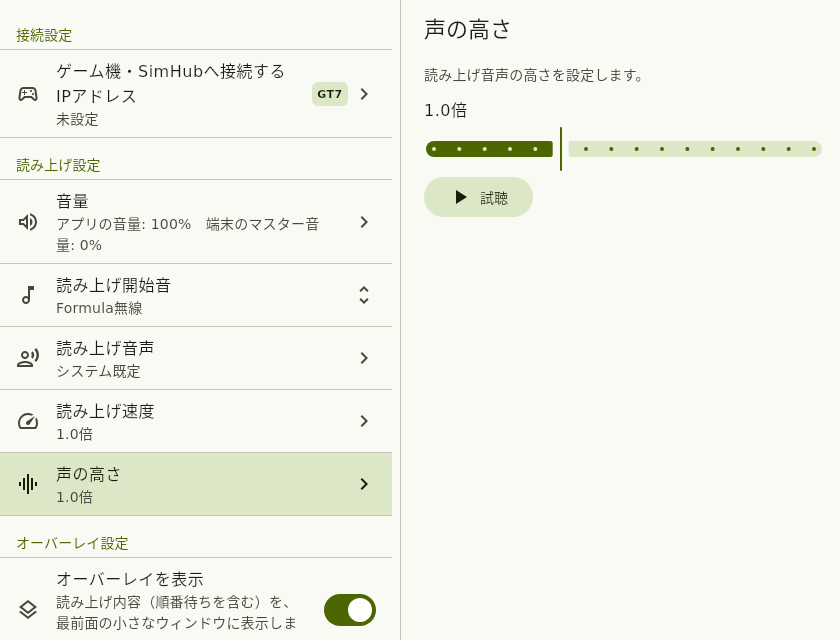 接続設定
ゲーム機・SimHubへ接続する
IPアドレス
未設定
GT7
読み上げ設定
音量
アプリの音量: 100%　端末のマスター音
量: 0%
読み上げ開始音
Formula無線
読み上げ音声
システム既定
読み上げ速度
1.0倍
声の高さ
1.0倍
オーバーレイ設定
オーバーレイを表示
読み上げ内容（順番待ちを含む）を、
最前面の小さなウィンドウに表示しま
声の高さ
読み上げ音声の高さを設定します。
1.0倍
試聴